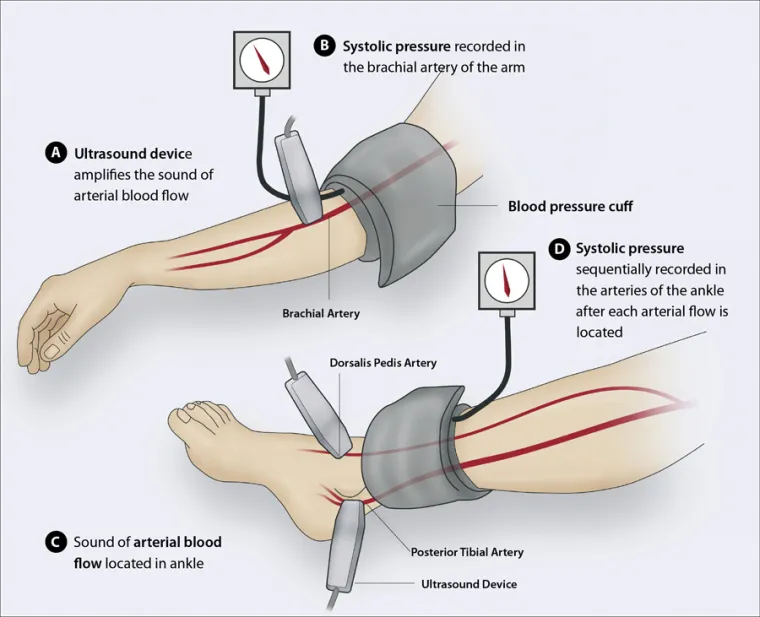 B Systolic pressure recorded in
the brachial artery of the arm
A Ultrasound device
amplifies the sound of
arterial blood flow
Blood pressure cuff
D Systolic pressure
sequentially recorded in
the arteries of the ankle
after each arterial flow is
located
Brachial Artery
Dorsalis Pedis Artery
C Sound of arterial blood
flow located in ankle
Posterior Tibial Artery
Ultrasound Device